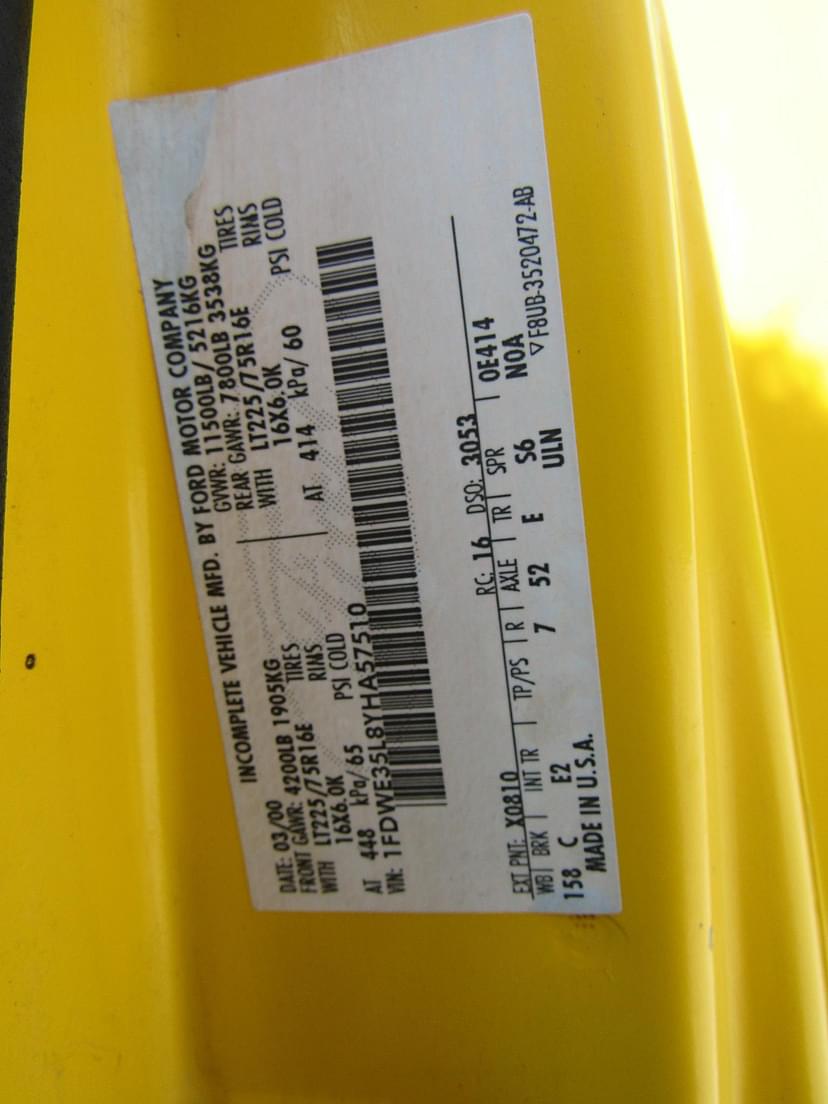 INCOMPLETE VEHICLE MFD. BY FORD MOTOR COMPANY
DATE: 03/00 GVWR: 11500LB/ 5216KG
FRONT GAWR: 4200LB 1905KG REAR GAWR: 7800LB 3538KG
WITH LT225/75R16E TIRES WITH LT225/75R16E TIRES
16X6.0K RIMS 16X6.0K RIMS
AT 448 kPa/ 65 PSI COLD AT 414 kPa/ 60 PSI COLD
VIN: 1FDWE35L8YHA57510
EXT PNT: X0810 RC: 16 DSO: 3053
WB BRK INT TR TP/PS R AXLE TR SPR 0E414
158 C E2 7 52 E S6 NOA
MADE IN U.S.A. ULN
▽F8UB-3520472-AB